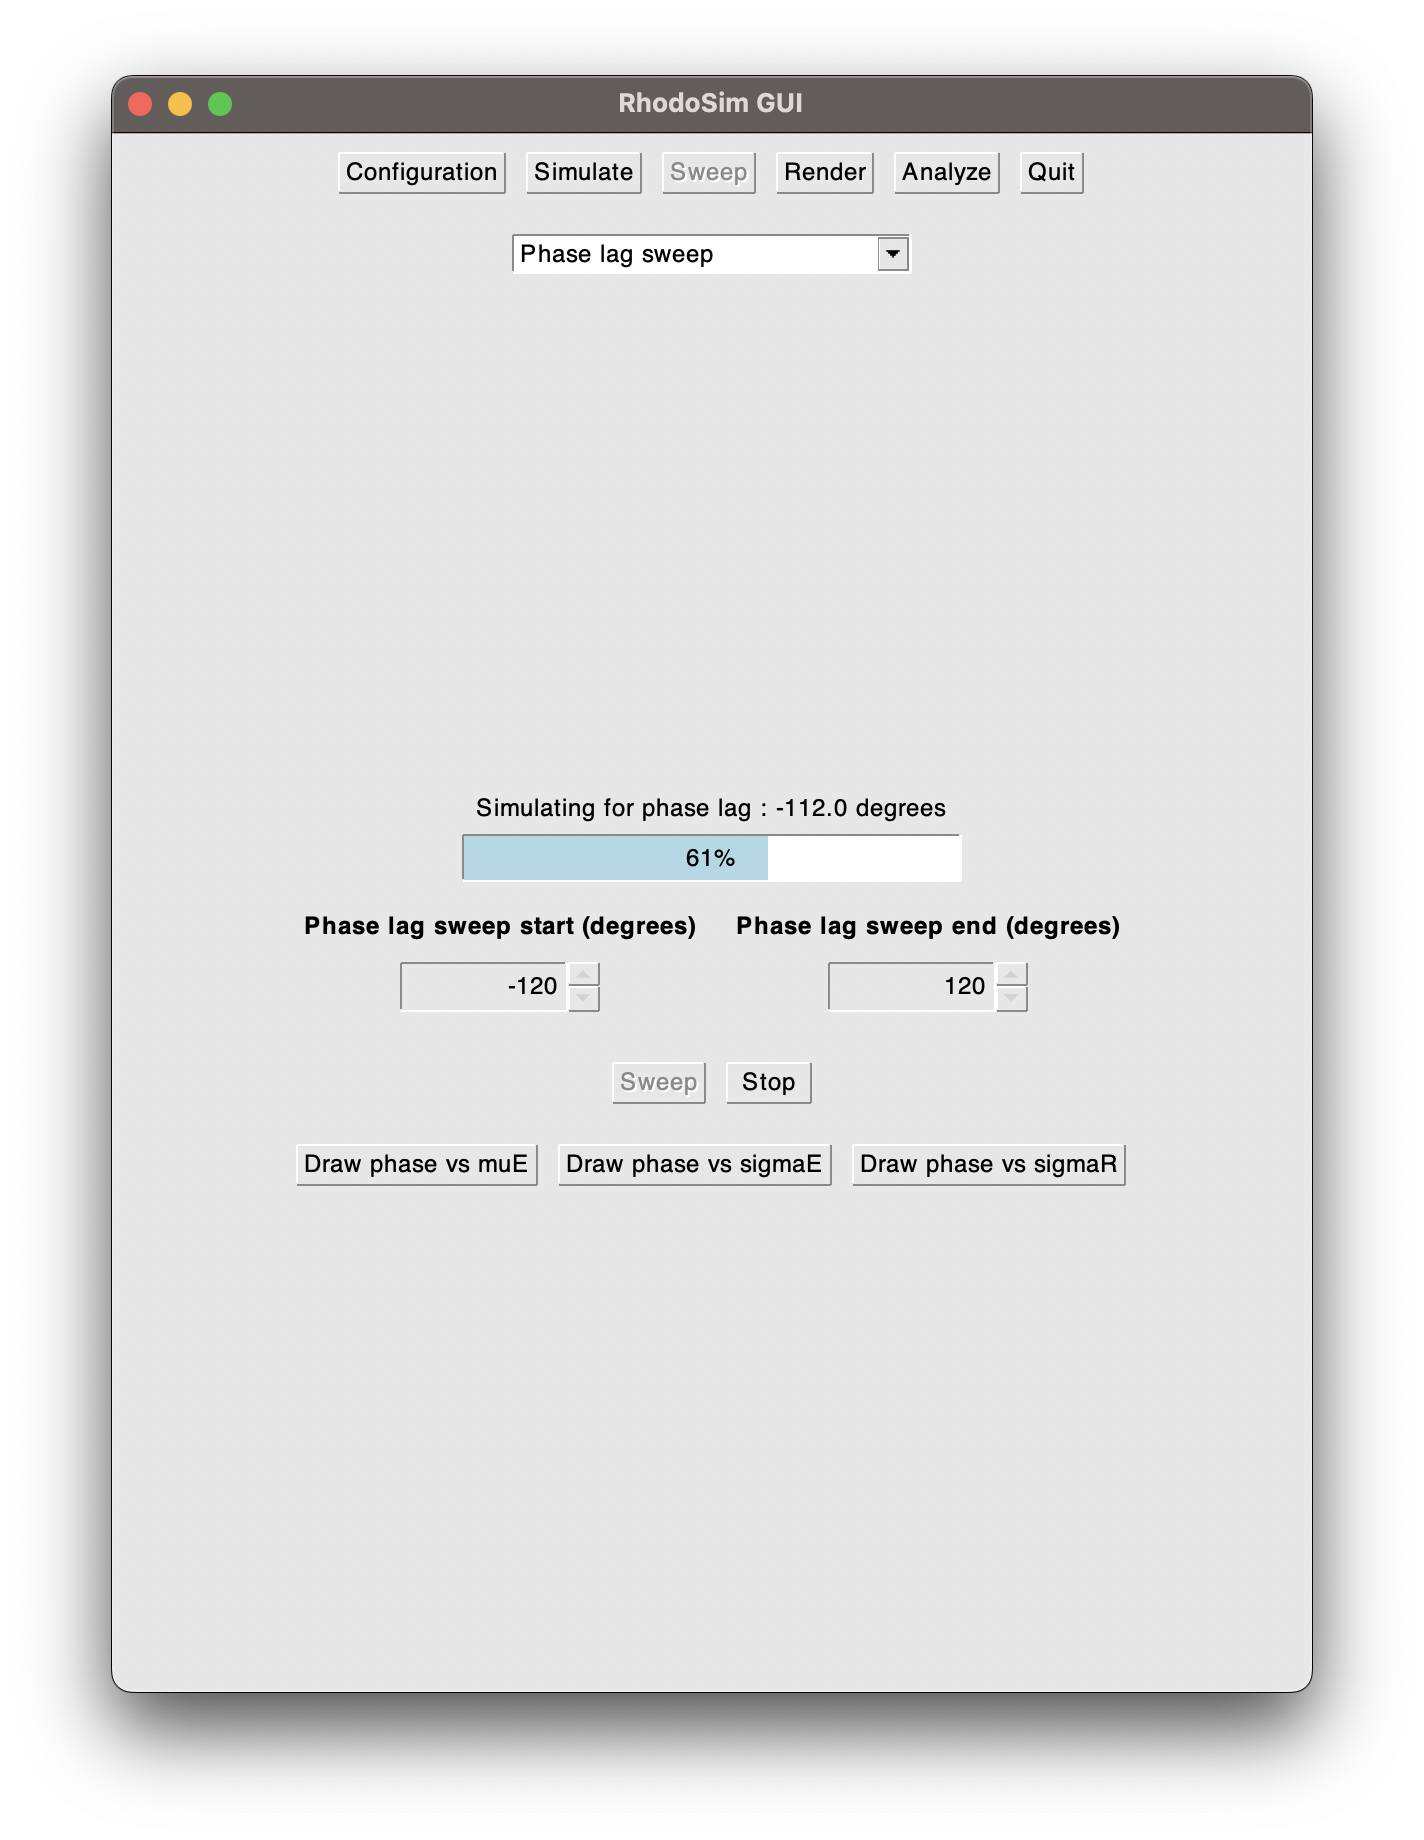 RhodoSim GUI
Configuration Simulate Sweep Render Analyze Quit
Phase lag sweep
Simulating for phase lag : -112.0 degrees
61%
Phase lag sweep start (degrees) Phase lag sweep end (degrees)
-120 120
Sweep Stop
Draw phase vs muE Draw phase vs sigmaE Draw phase vs sigmaR